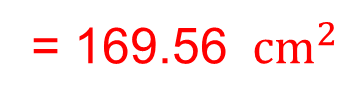 = 169.56 cm²